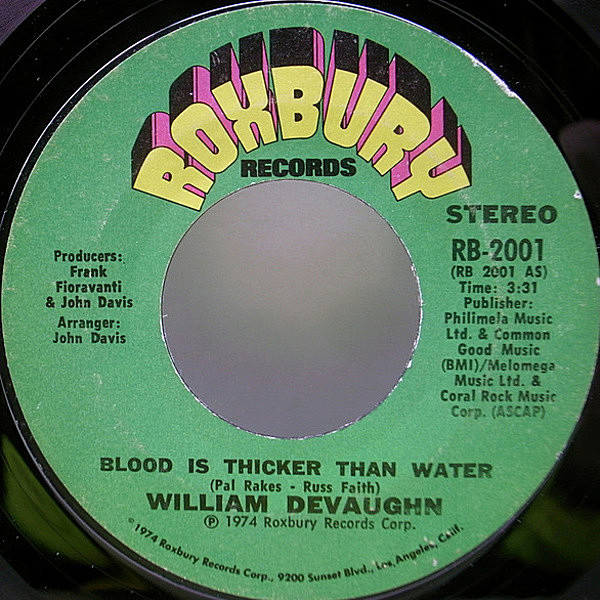 ROXBURY
RECORDS
STEREO
RB-2001
(RB 2001 AS)
Time: 3:31
Publisher:
Philimela Music
Ltd. & Common
Good Music
(BMI)/Melomega
Music Ltd. &
Coral Rock Music
Corp. (ASCAP)
Producers:
Frank
Fioravanti
& John Davis
Arranger:
John Davis
BLOOD IS THICKER THAN WATER
(Pal Rakes - Russ Faith)
WILLIAM DEVAUGHN
℗ 1974 Roxbury Records Corp.
©1974 Roxbury Records Corp., 9200 Sunset Blvd., Los Angeles, Calif.